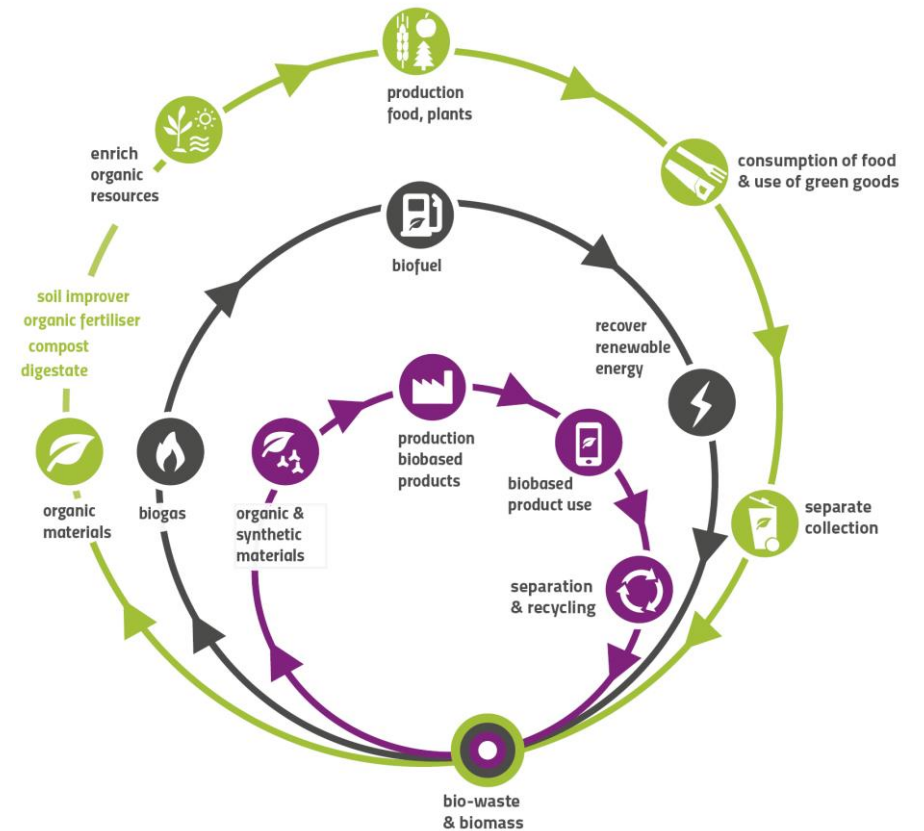 production
food, plants
enrich
organic
resources
consumption of food
& use of green goods
biofuel
soil improver
organic fertiliser
compost
digestate
recover
renewable
energy
production
biobased
products
biobased
product use
organic
materials
biogas
organic &
synthetic
materials
separate
collection
separation
& recycling
bio-waste
& biomass